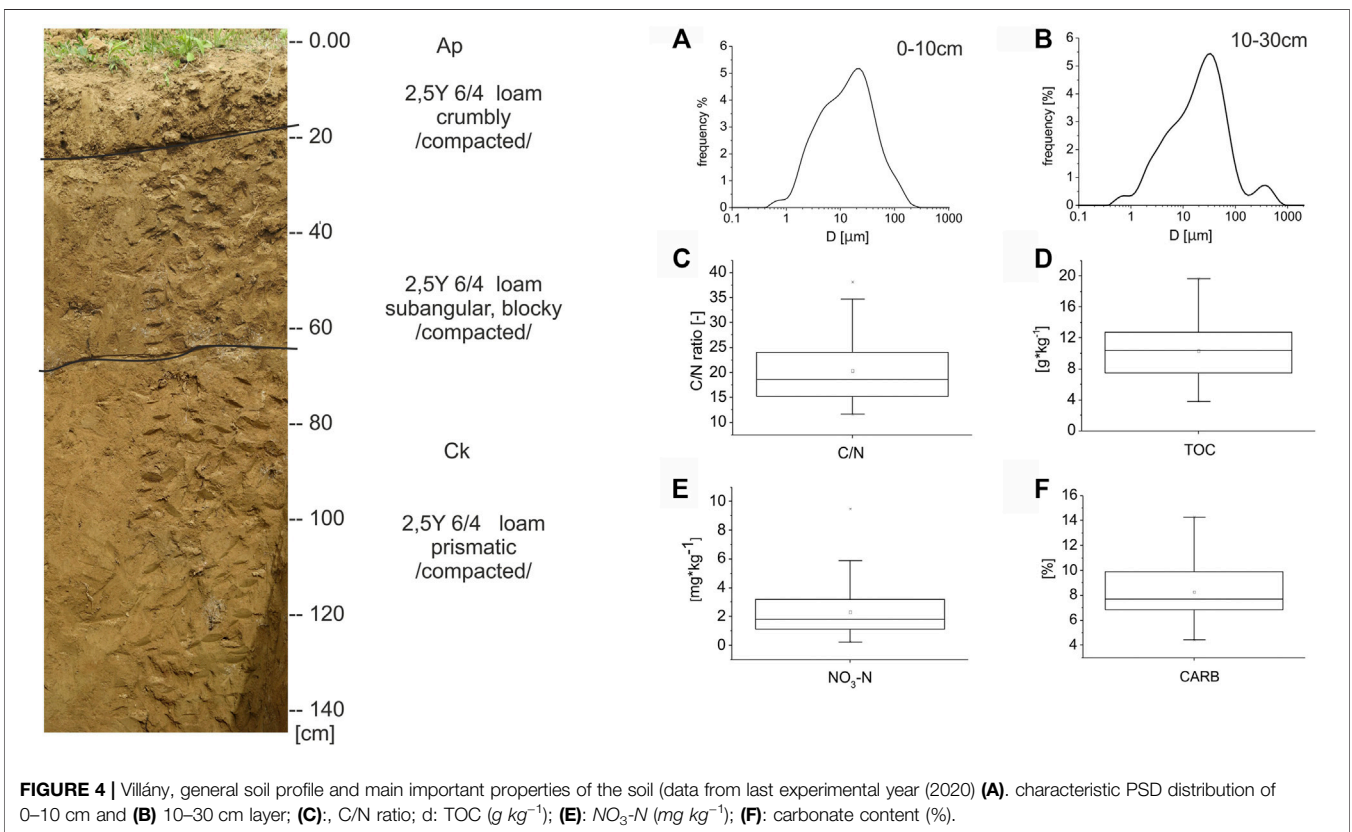 -- 0.00
-- 20
-- 40
-- 60
-- 80
-- 100
-- 120
-- 140
[cm]
Ap
2,5Y 6/4 loam
crumbly
/compacted/
2,5Y 6/4 loam
subangular, blocky
/compacted/
Ck
2,5Y 6/4 loam
prismatic
/compacted/
A
0-10cm
frequency %
6
5
4
3
2
1
0
0.1 1 10 100 1000
D [µm]
B
10-30cm
frequency [%]
6
5
4
3
2
1
0
0.1 1 10 100 1000
D [µm]
C
C/N ratio [-]
40
35
30
25
20
15
10
C/N
D
[g*kg-1]
20
16
12
8
4
0
TOC
E
[mg*kg-1]
10
8
6
4
2
0
NO3-N
F
[%]
16
14
12
10
8
6
4
CARB
FIGURE 4 | Villány, general soil profile and main important properties of the soil (data from last experimental year (2020) (A). characteristic PSD distribution of
0–10 cm and (B) 10–30 cm layer; (C):, C/N ratio; d: TOC (g kg−1); (E): NO3-N (mg kg−1); (F): carbonate content (%).